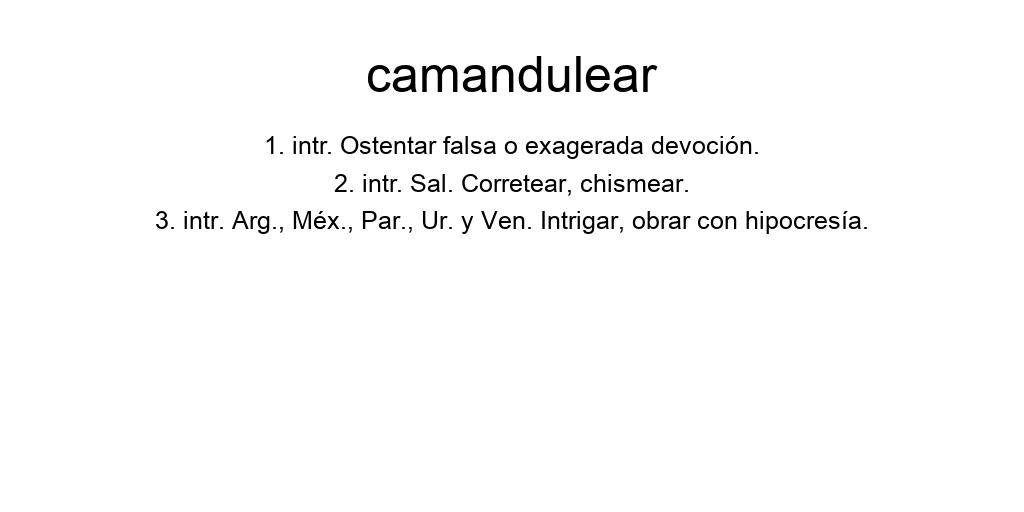 camandulear
1. intr. Ostentar falsa o exagerada devoción.
2. intr. Sal. Corretear, chismear.
3. intr. Arg., Méx., Par., Ur. y Ven. Intrigar, obrar con hipocresía.